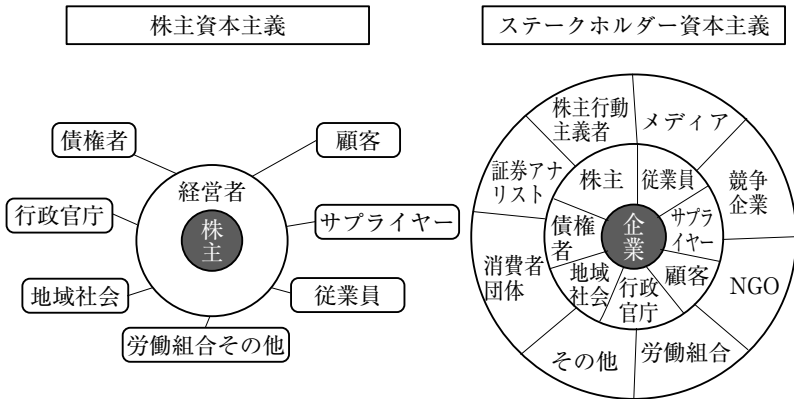 株主資本主義
債権者
顧客
経営者
行政官庁
株
主
サプライヤー
地域社会
従業員
労働組合その他
ステークホルダー資本主義
株主行動
主義者
メディア
証券アナ
リスト
株主
従業員
競争
企業
債権
者
企
業
サプラ
イヤー
消費者
団体
地域
社会
行政
官庁
顧客
NGO
その他
労働組合